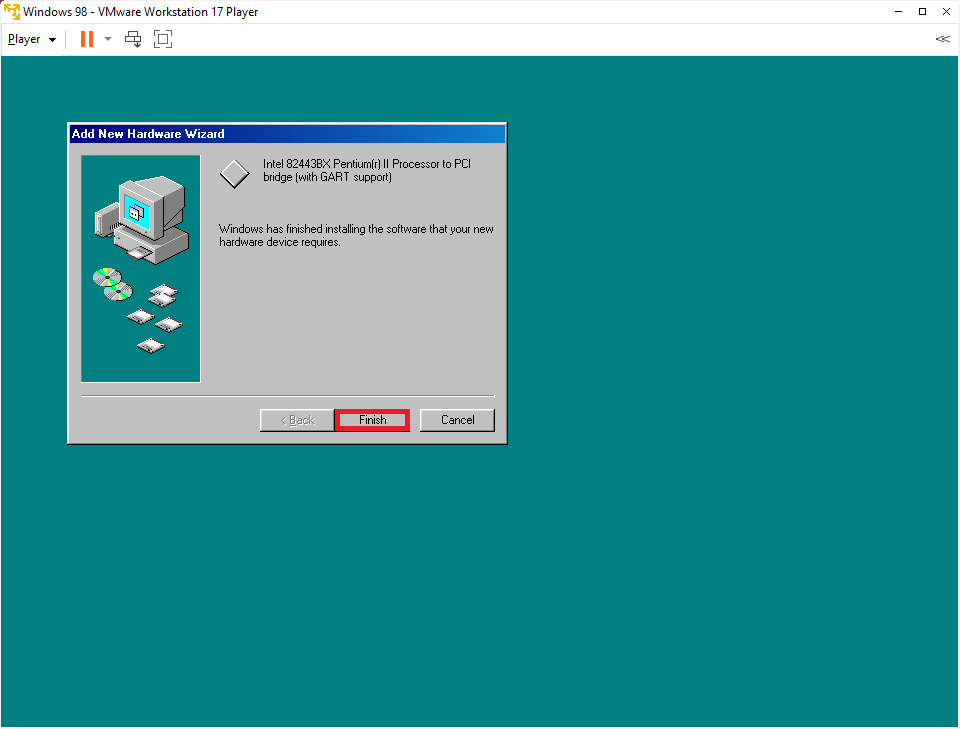 Windows 98 - VMware Workstation 17 Player
Player
Add New Hardware Wizard
Intel 82443BX Pentium(r) II Processor to PCI
bridge (with GART support)
Windows has finished installing the software that your new
hardware device requires.
< Back
Finish
Cancel